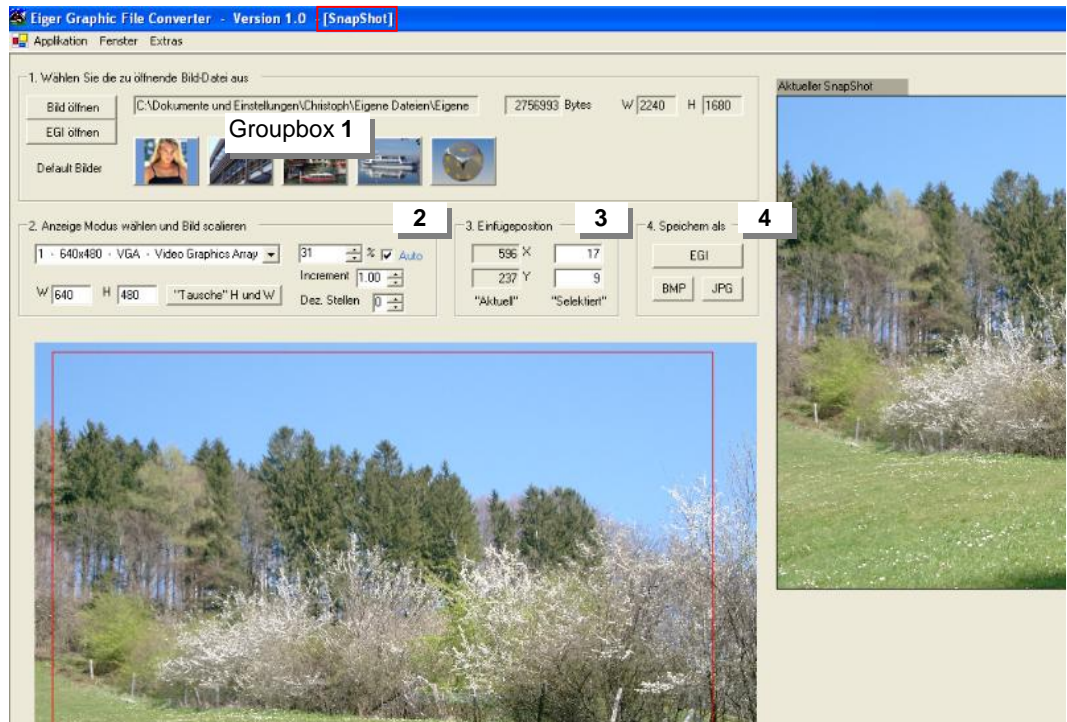 Eiger Graphic File Converter - Version 1.0 - [SnapShot]
Applikation Fenster Extras
1. Wählen Sie die zu öffnende Bild-Datei aus
Bild öffnen C:\Dokumente und Einstellungen\Christoph\Eigene Dateien\Eigene 2756993 Bytes W 2240 H 1680
EGI öffnen
Groupbox 1
Default Bilder
Aktueller SnapShot
2. Anzeige Modus wählen und Bild scalieren 2
1 - 640x480 - VGA - Video Graphics Array 31 % Auto
Increment 1.00
W 640 H 480 "Tausche" H und W Dez. Stellen 0
3. Einfügeposition 3
596 X 17
237 Y 9
"Aktuell" "Selektiert"
4. Speichern als 4
EGI
BMP JPG